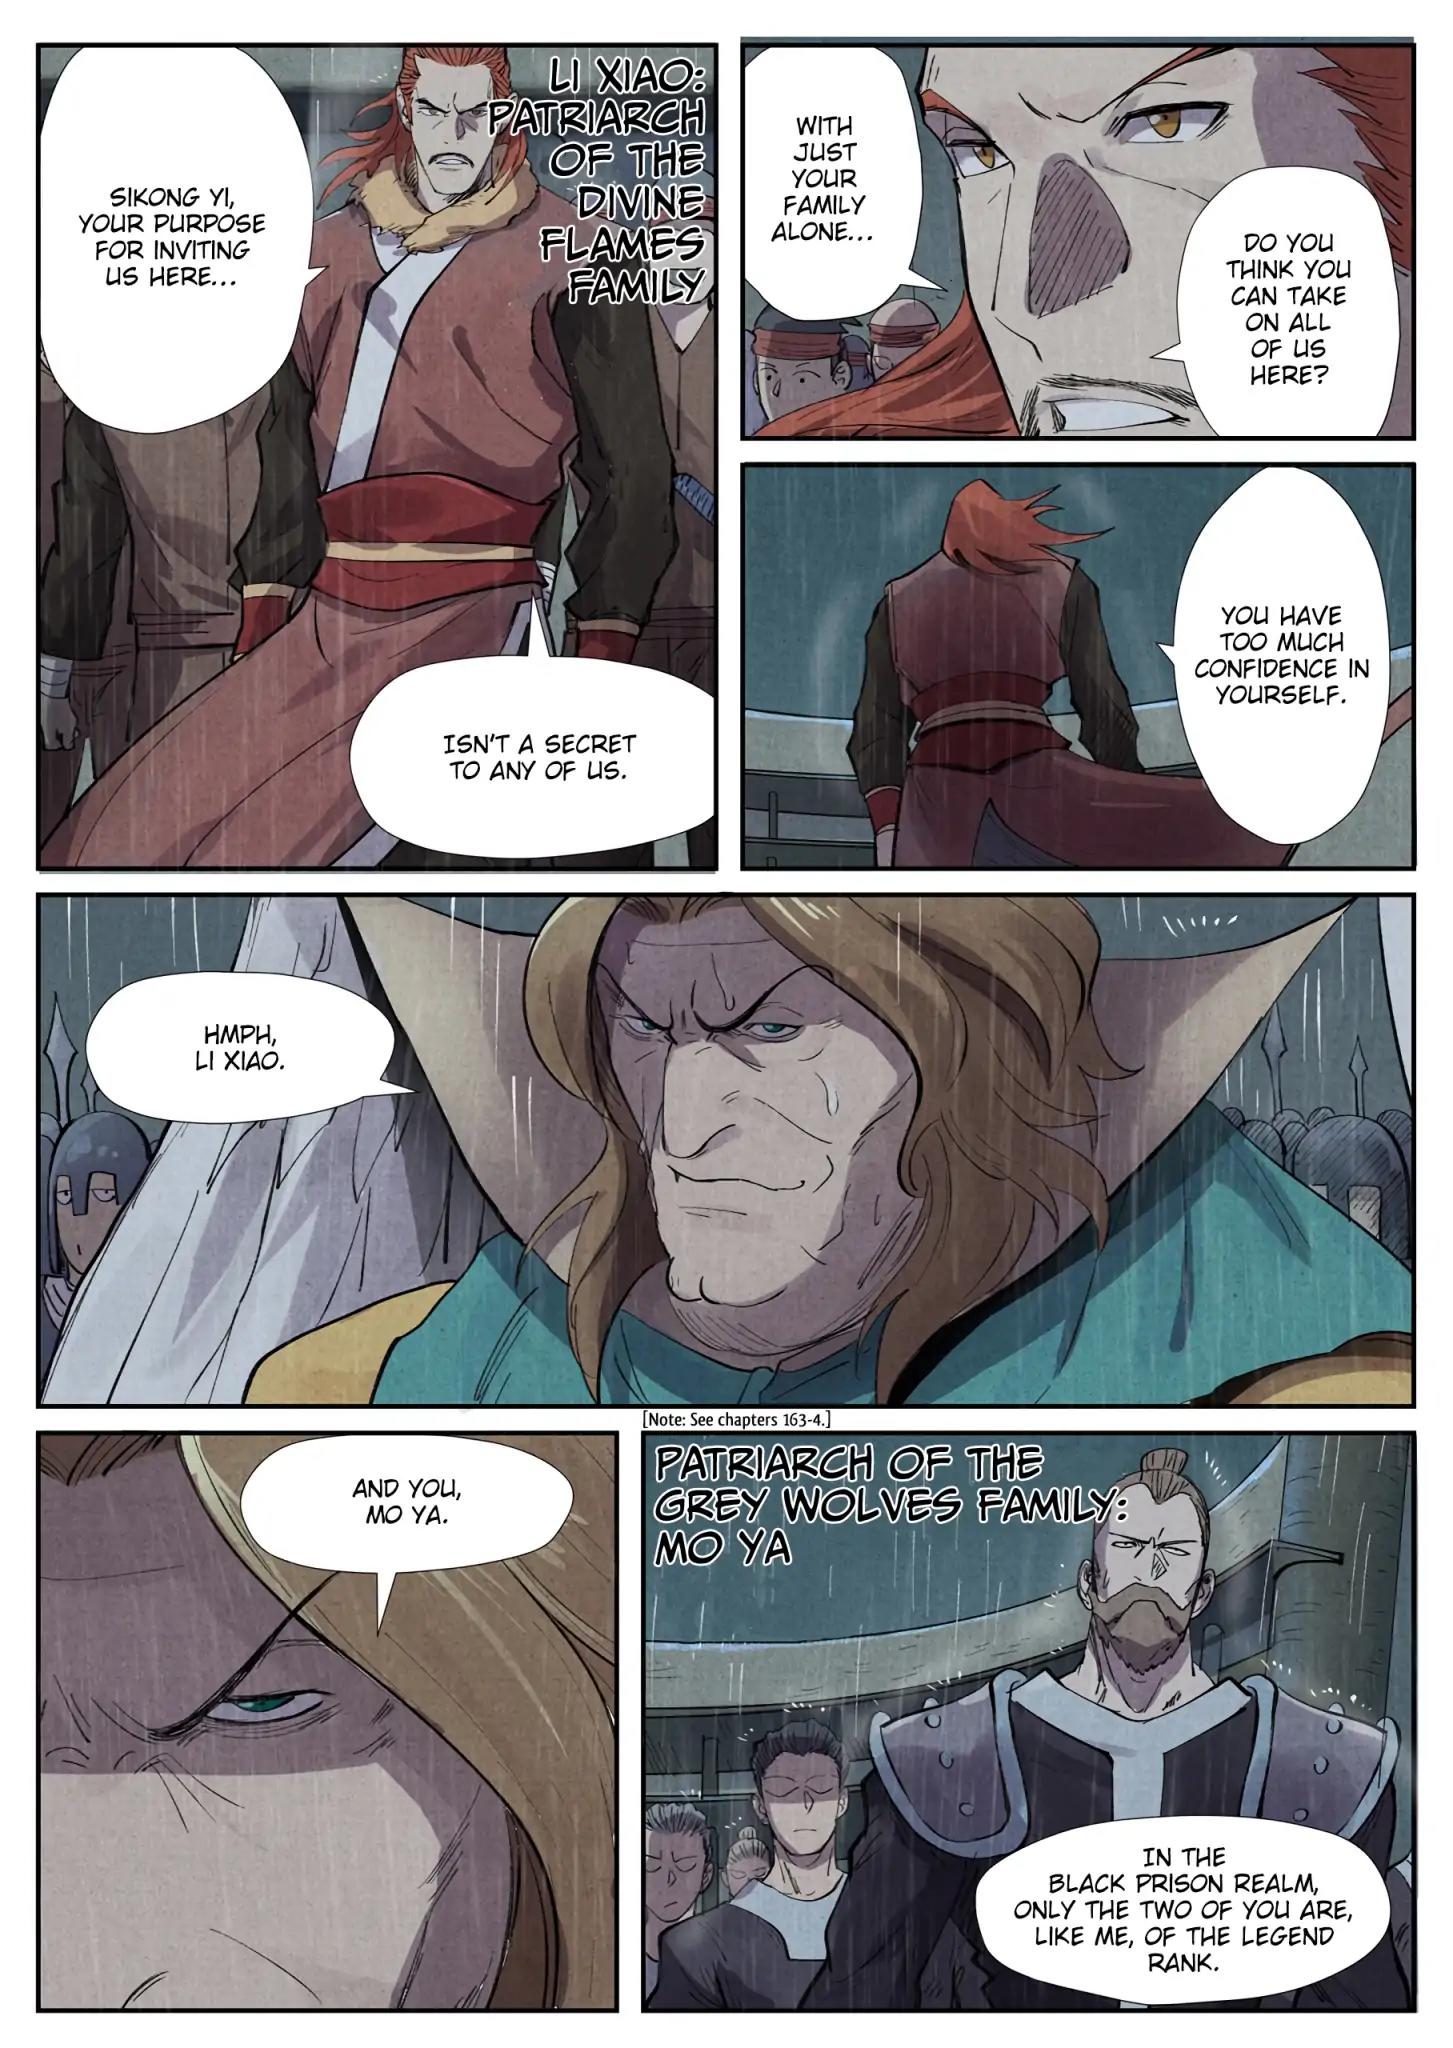 SIKONG YI,
YOUR PURPOSE
FOR INVITING
US HERE...
LI XIAO:
PATRIARCH
OF THE
DIVINE
FLAMES
FAMILY
ISN'T A SECRET
TO ANY OF US.
WITH
JUST
YOUR
FAMILY
ALONE...
DO YOU
THINK YOU
CAN TAKE
ON ALL
OF US
HERE?
YOU HAVE
TOO MUCH
CONFIDENCE IN
YOURSELF.
HMPH,
LI XIAO.
[Note: See chapters 163-4.]
AND YOU,
MO YA.
PATRIARCH OF THE
GREY WOLVES FAMILY:
MO YA
IN THE
BLACK PRISON REALM,
ONLY THE TWO OF YOU ARE,
LIKE ME, OF THE LEGEND
RANK.